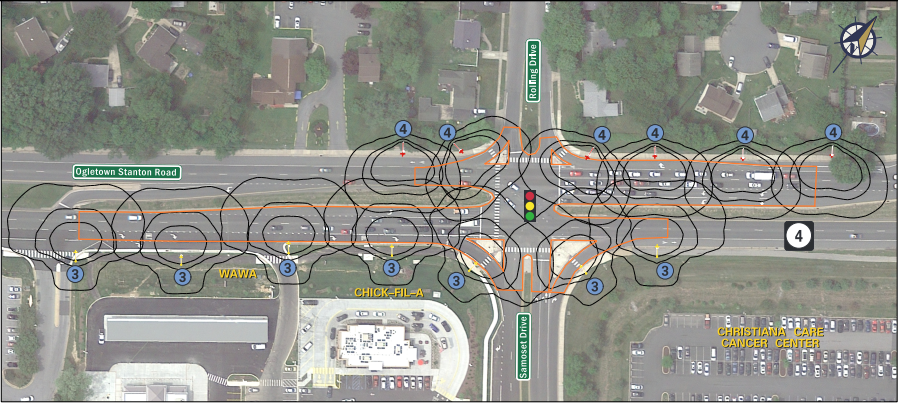 Rolling Drive
4
4
4
4
4
4
Ogletown Stanton Road
4
3
WAWA
3
3
3
CHICK-FIL-A
3
3
3
Samoset Drive
CHRISTIANA CARE
CANCER CENTER